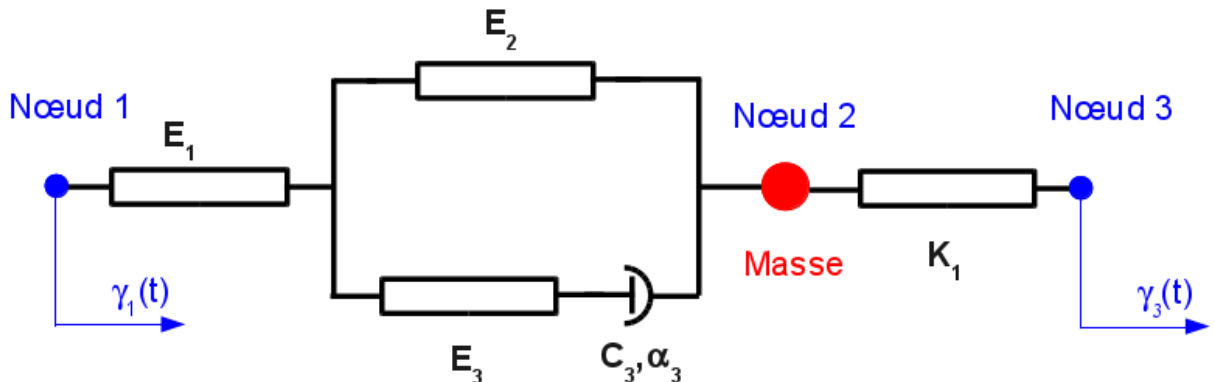 E₂
Nœud 1
Nœud 2
Nœud 3
E₁
Masse
K₁
γ₁(t)
γ₃(t)
E₃
C₃,α₃